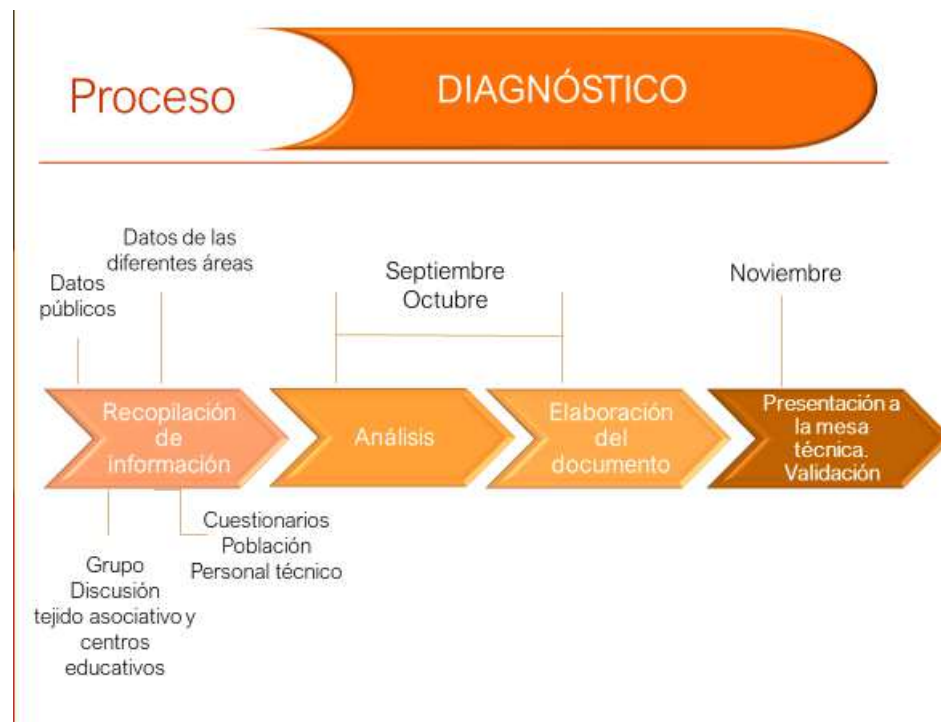 Proceso
DIAGNÓSTICO
Datos
públicos
Datos de las
diferentes áreas
Septiembre
Octubre
Noviembre
Recopilación
de
información
Análisis
Elaboración
del
documento
Presentación a
la mesa
técnica.
Validación
Grupo
Discusión
tejido asociativo y
centros
educativos
Cuestionarios
Población
Personal técnico